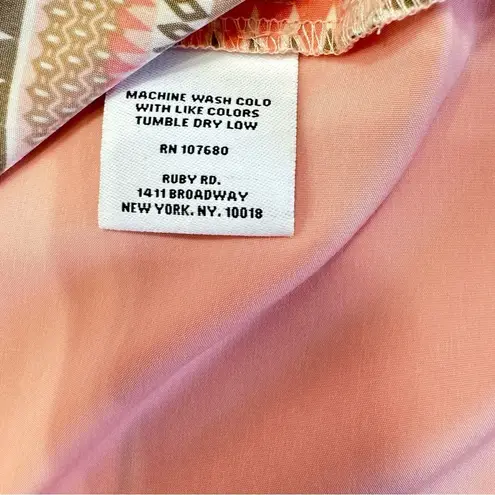 MACHINE WASH COLD
WITH LIKE COLORS
TUMBLE DRY LOW
RN 107680
RUBY RD.
1411 BROADWAY
NEW YORK. NY. 10018